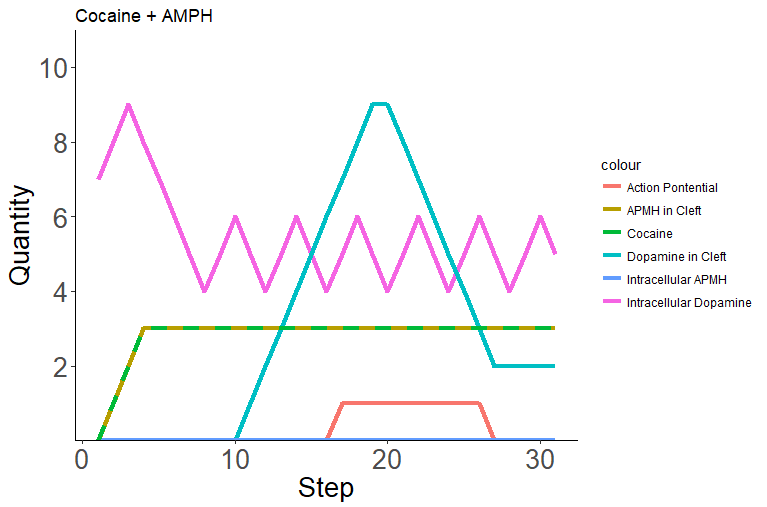 Cocaine + AMPH
10
8
6
4
2
Quantity
0 10 20 30
Step
colour
Action Pontential
APMH in Cleft
Cocaine
Dopamine in Cleft
Intracellular APMH
Intracellular Dopamine